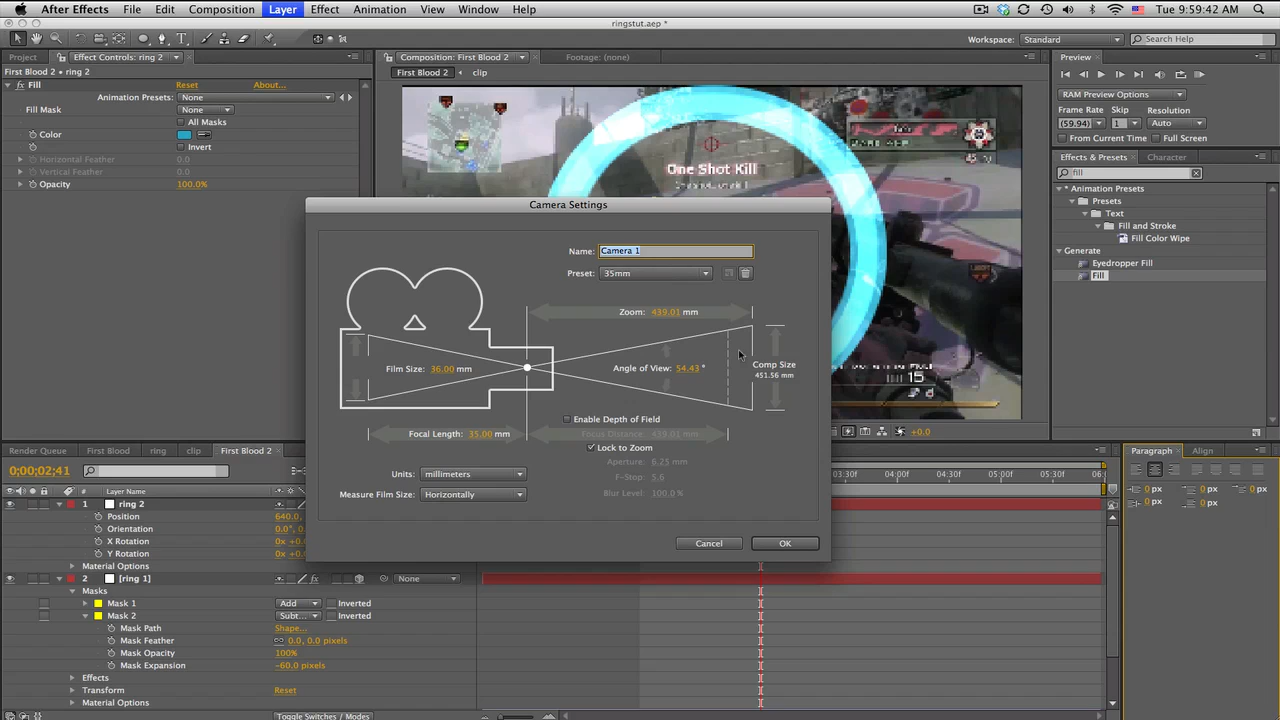 After Effects File Edit Composition Layer Effect Animation View Window Help Tue 9:59:42 AM
ringstut.aep *
Workspace: Standard Search Help
Project Effect Controls: ring 2 Composition: First Blood 2 Footage: (none) Preview
First Blood 2 • ring 2 First Blood 2 clip
Fill Reset About...
Animation Presets: None
Fill Mask None
All Masks
Color
Invert
Horizontal Feather 0.0
Vertical Feather 0.0
Opacity 100.0%
RAM Preview Options
Frame Rate Skip Resolution
(59.94) 1 Auto
From Current Time Full Screen
Effects & Presets Character
fill
* Animation Presets
Presets
Text
Fill and Stroke
Fill Color Wipe
Generate
Eyedropper Fill
Fill
One Shot Kill
15
+0.0
Camera Settings
Name: Camera 1
Preset: 35mm
Zoom: 439.01 mm
Film Size: 36.00 mm
Angle of View: 54.43 °
Comp Size
451.56 mm
Enable Depth of Field
Focal Length: 35.00 mm
Focus Distance: 439.01 mm
Lock to Zoom
Aperture: 6.25 mm
F-Stop: 5.6
Blur Level: 100.0 %
Units: millimeters
Measure Film Size: Horizontally
Cancel OK
Render Queue First Blood ring clip First Blood 2
0;00;02;41
03:30f 04:00f 04:30f 05:00f 05:30f
# Layer Name
1 ring 2
Position 640.0,
Orientation 0.0°,
X Rotation 0x +0.
Y Rotation 0x +0.
Material Options
2 [ring 1] None
Masks
Mask 1 Add Inverted
Mask 2 Subt... Inverted
Mask Path Shape...
Mask Feather 0.0, 0.0 pixels
Mask Opacity 100%
Mask Expansion -60.0 pixels
Effects
Transform Reset
Material Options
Toggle Switches / Modes
Paragraph Align
0 px 0 px 0 px
0 px 0 px